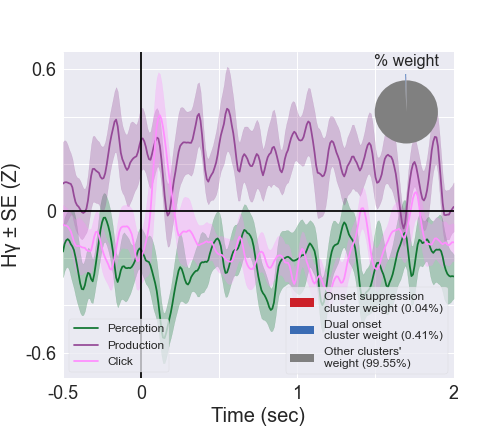 % weight
0.6
0
-0.6
Hγ ± SE (Z)
Perception
Production
Click
Onset suppression
cluster weight (0.04%)
Dual onset
cluster weight (0.41%)
Other clusters'
weight (99.55%)
-0.5
0
1
2
Time (sec)